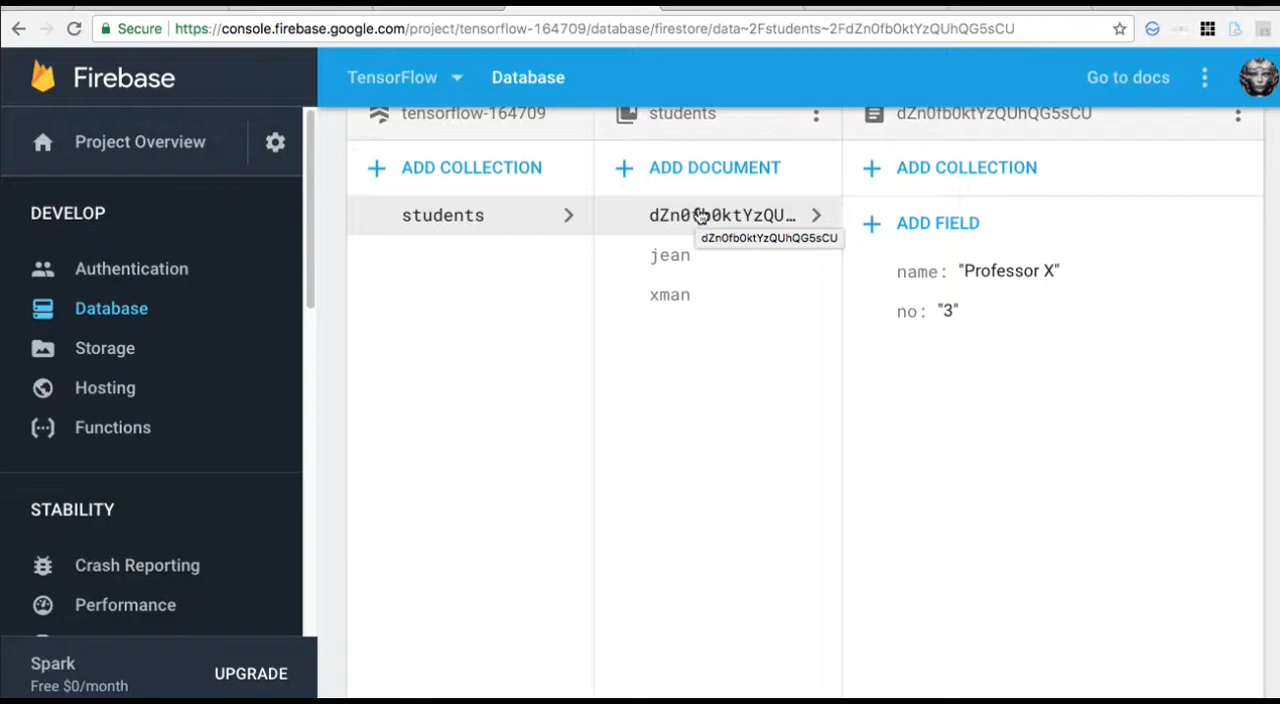 Secure https://console.firebase.google.com/project/tensorflow-164709/database/firestore/data~2Fstudents~2FdZn0fb0ktYzQUhQG5sCU
Firebase
TensorFlow
Database
Go to docs
Project Overview
DEVELOP
Authentication
Database
Storage
Hosting
Functions
STABILITY
Crash Reporting
Performance
Spark
Free $0/month
UPGRADE
tensorflow-164709
ADD COLLECTION
students
students
ADD DOCUMENT
dZn0fb0ktYzQU…
dZn0fb0ktYzQUhQG5sCU
jean
xman
dZn0fb0ktYzQUhQG5sCU
ADD COLLECTION
ADD FIELD
name: "Professor X"
no: "3"